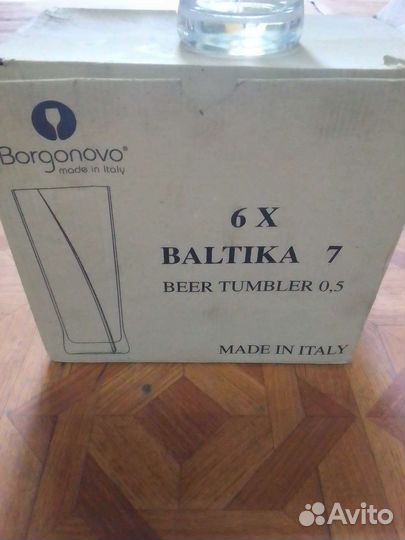 Borgonovo®
made in Italy
6 X
BALTIKA 7
BEER TUMBLER 0,5
MADE IN ITALY
Avito